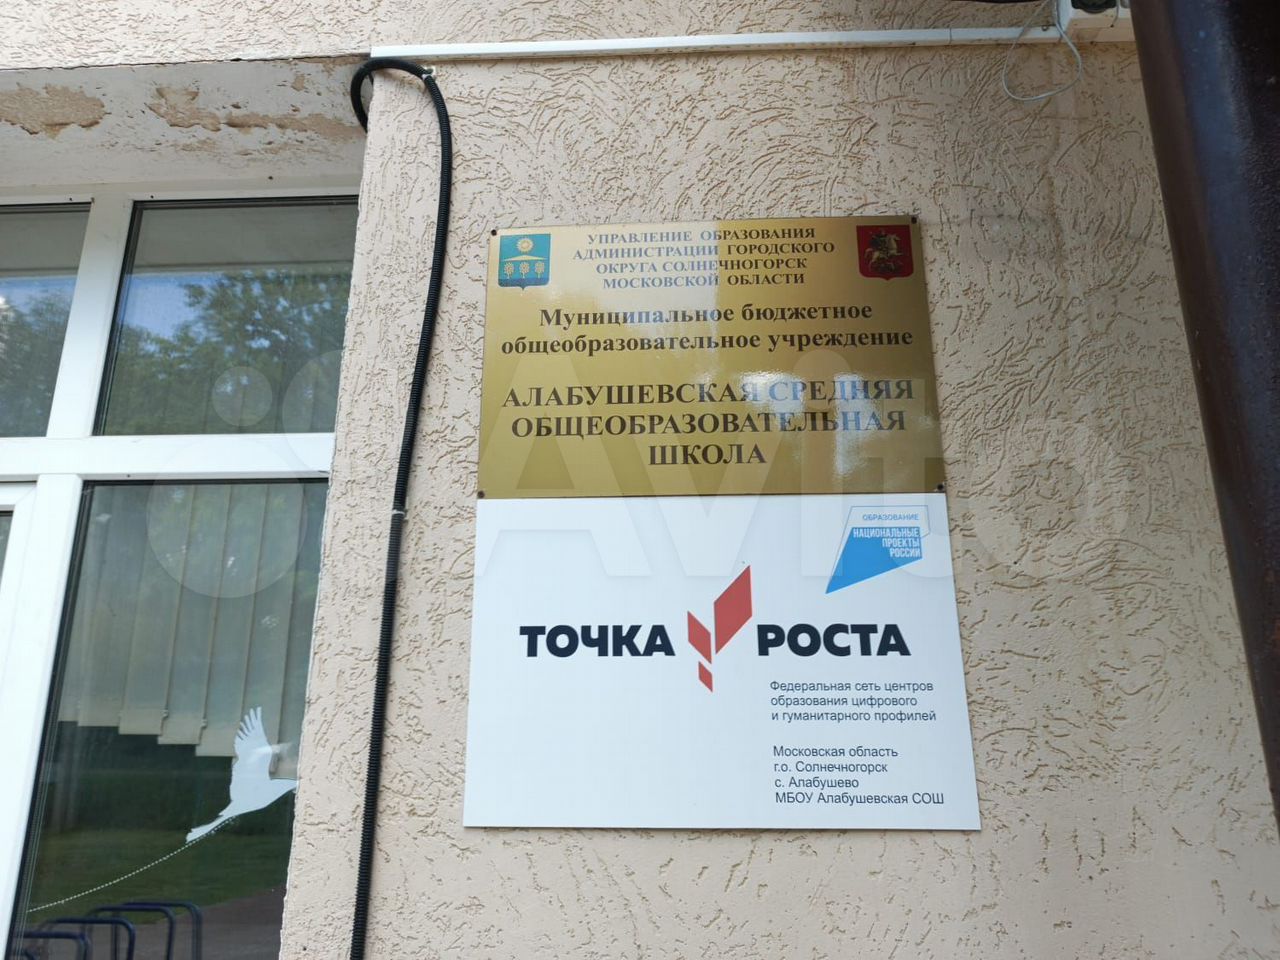 УПРАВЛЕНИЕ ОБРАЗОВАНИЯ
АДМИНИСТРАЦИИ ГОРОДСКОГО
ОКРУГА СОЛНЕЧНОГОРСК
МОСКОВСКОЙ ОБЛАСТИ
Муниципальное бюджетное
общеобразовательное учреждение
АЛАБУШЕВСКАЯ СРЕДНЯЯ
ОБЩЕОБРАЗОВАТЕЛЬНАЯ
ШКОЛА
ОБРАЗОВАНИЕ
НАЦИОНАЛЬНЫЕ
ПРОЕКТЫ
РОССИИ
ТОЧКА РОСТА
Федеральная сеть центров
образования цифрового
и гуманитарного профилей
Московская область
г.о. Солнечногорск
с. Алабушево
МБОУ Алабушевская СОШ
Avito